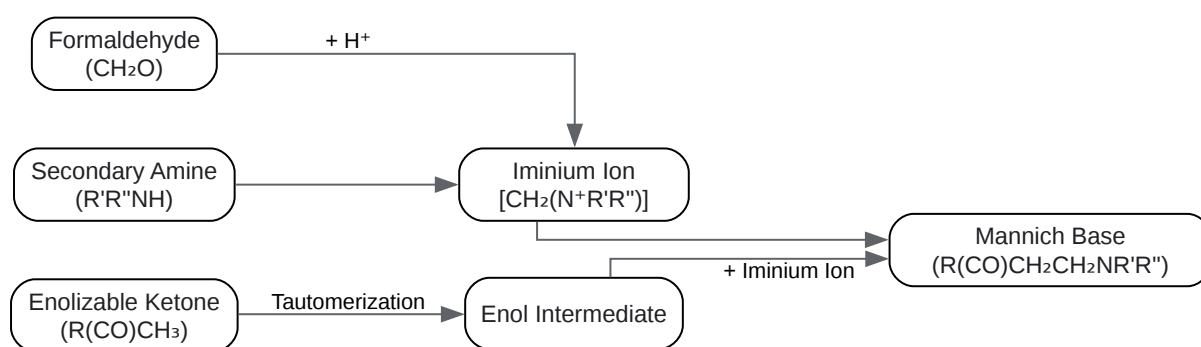 Formaldehyde
(CH₂O)
+ H⁺
Secondary Amine
(R'R"NH)
Iminium Ion
[CH₂(N⁺R'R")]
Mannich Base
(R(CO)CH₂CH₂NR'R")
+ Iminium Ion
Enolizable Ketone
(R(CO)CH₃)
Tautomerization
Enol Intermediate